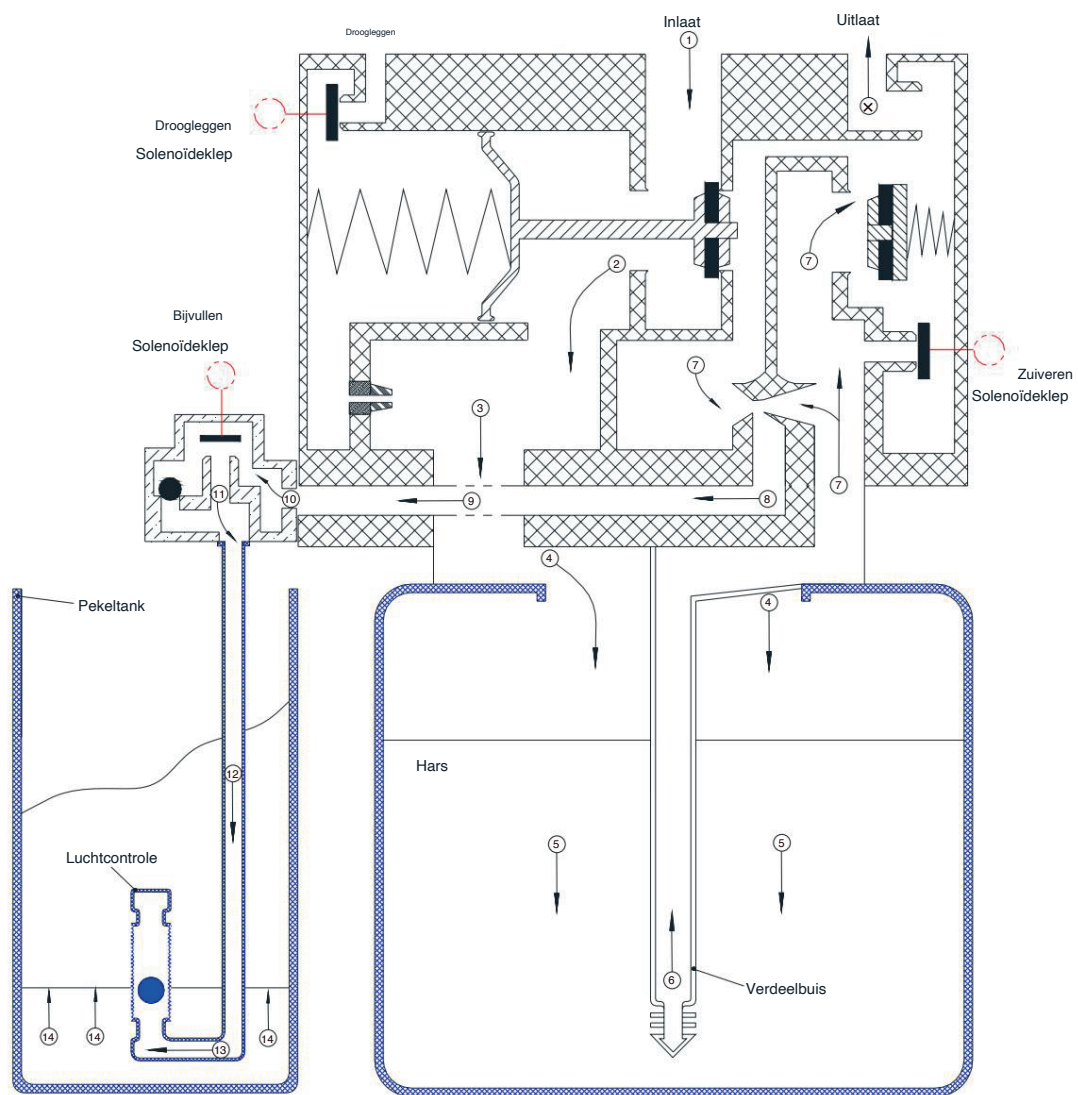 Droogleggen
Inlaat
Uitlaat
1
Droogleggen
Solenoïdeklep
2
7
Bijvullen
Solenoïdeklep
Zuiveren
Solenoïdeklep
7
3
7
11
10
9
8
4
Pekeltank
4
Hars
12
Luchtcontrole
5
5
6
Verdeelbuis
14
14
13
14